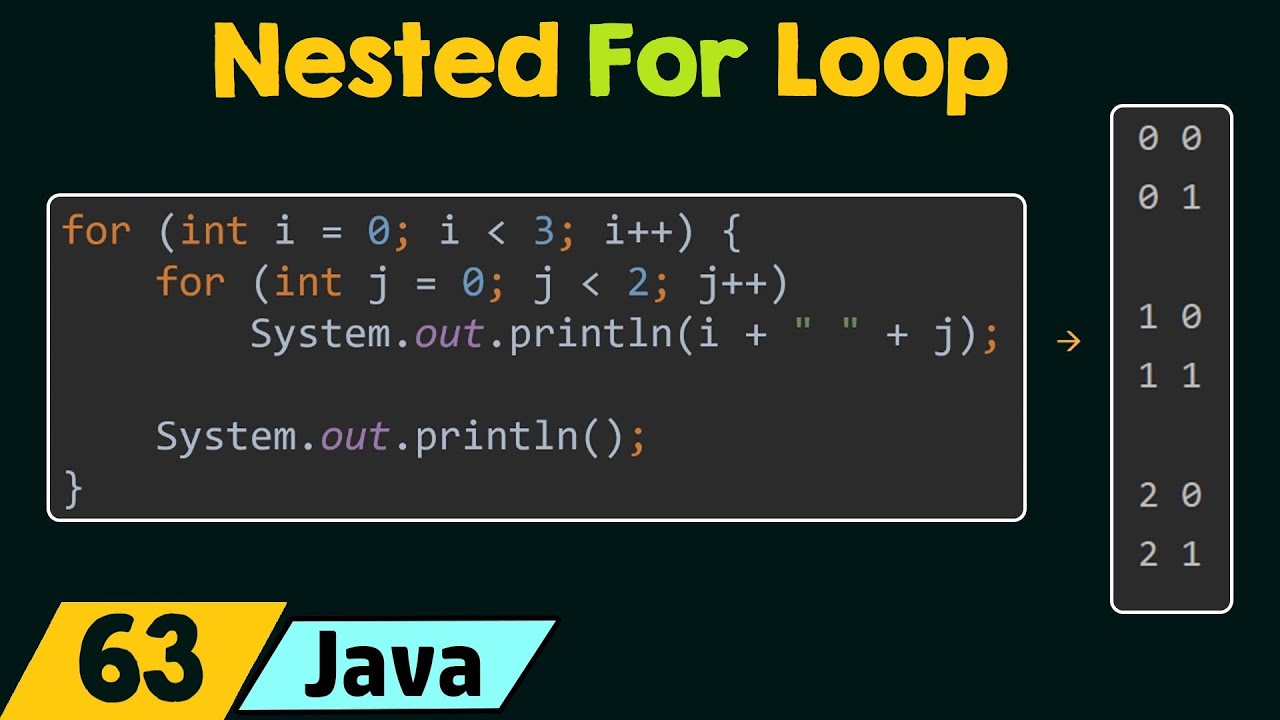 Nested For Loop
for (int i = 0; i < 3; i++) {
    for (int j = 0; j < 2; j++)
        System.out.println(i + " " + j);

    System.out.println();
}
→
0 0
0 1

1 0
1 1

2 0
2 1
63
Java